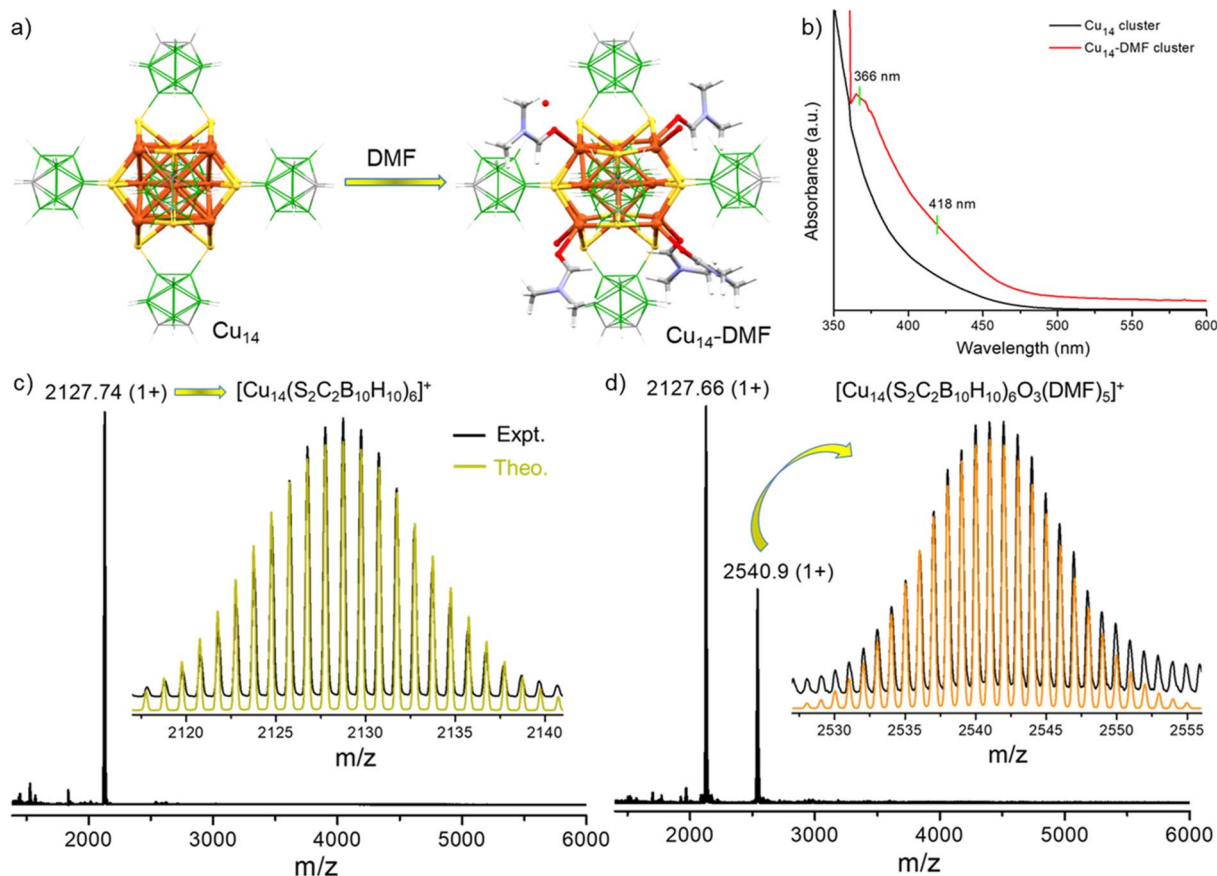 a)
DMF
Cu₁₄
Cu₁₄-DMF
b)
Cu₁₄ cluster
Cu₁₄-DMF cluster
366 nm
418 nm
Absorbance (a.u.)
350 400 450 500 550 600
Wavelength (nm)
c)
2127.74 (1+)
[Cu₁₄(S₂C₂B₁₀H₁₀)₆]⁺
Expt.
Theo.
2120 2125 2130 2135 2140
m/z
2000 3000 4000 5000 6000
m/z
d)
2127.66 (1+)
[Cu₁₄(S₂C₂B₁₀H₁₀)₆O₃(DMF)₅]⁺
2540.9 (1+)
2530 2535 2540 2545 2550 2555
m/z
2000 3000 4000 5000 6000
m/z